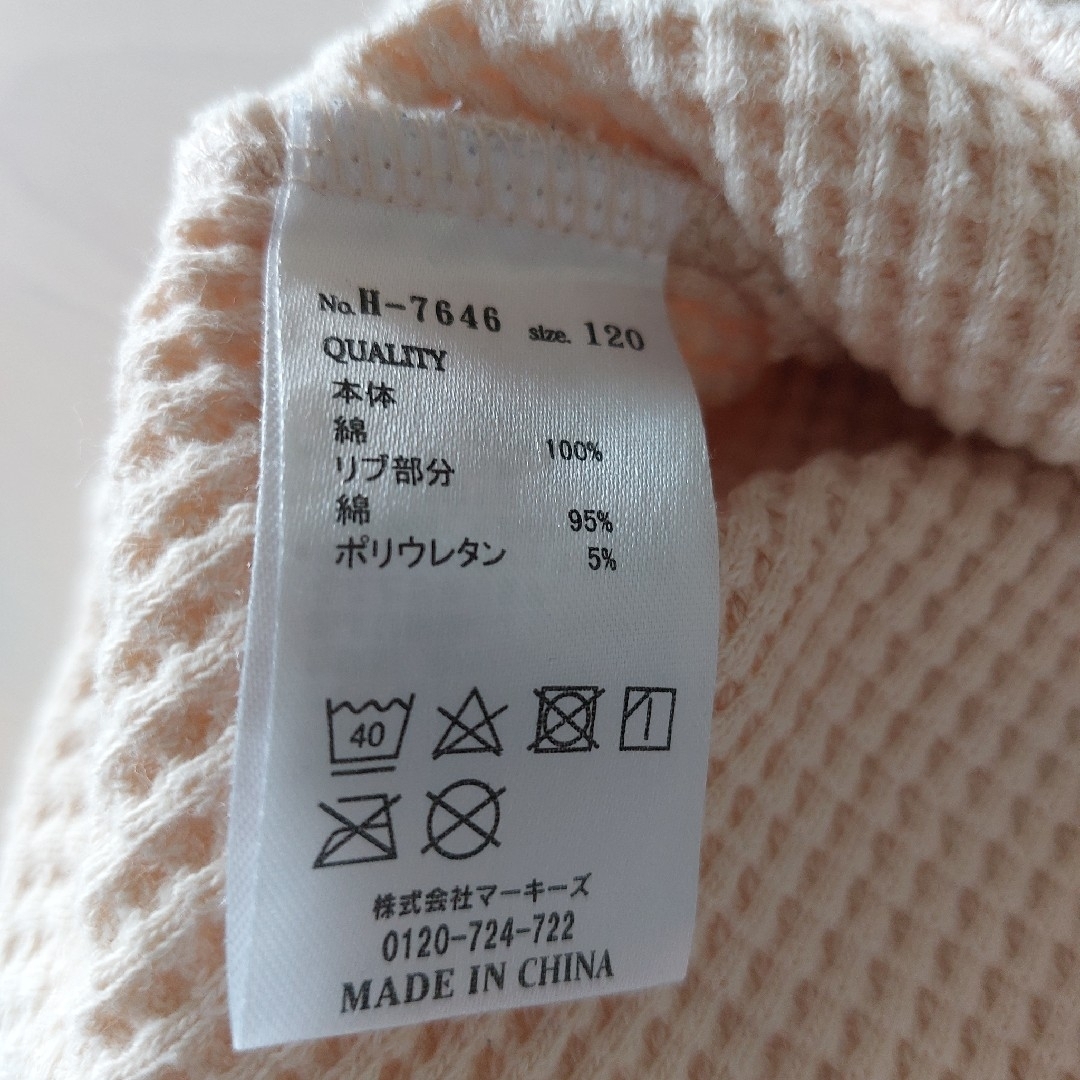 No. H-7646 size. 120
QUALITY
本体
綿 100%
リブ部分
綿 95%
ポリウレタン 5%
40
株式会社マーキーズ
0120-724-722
MADE IN CHINA